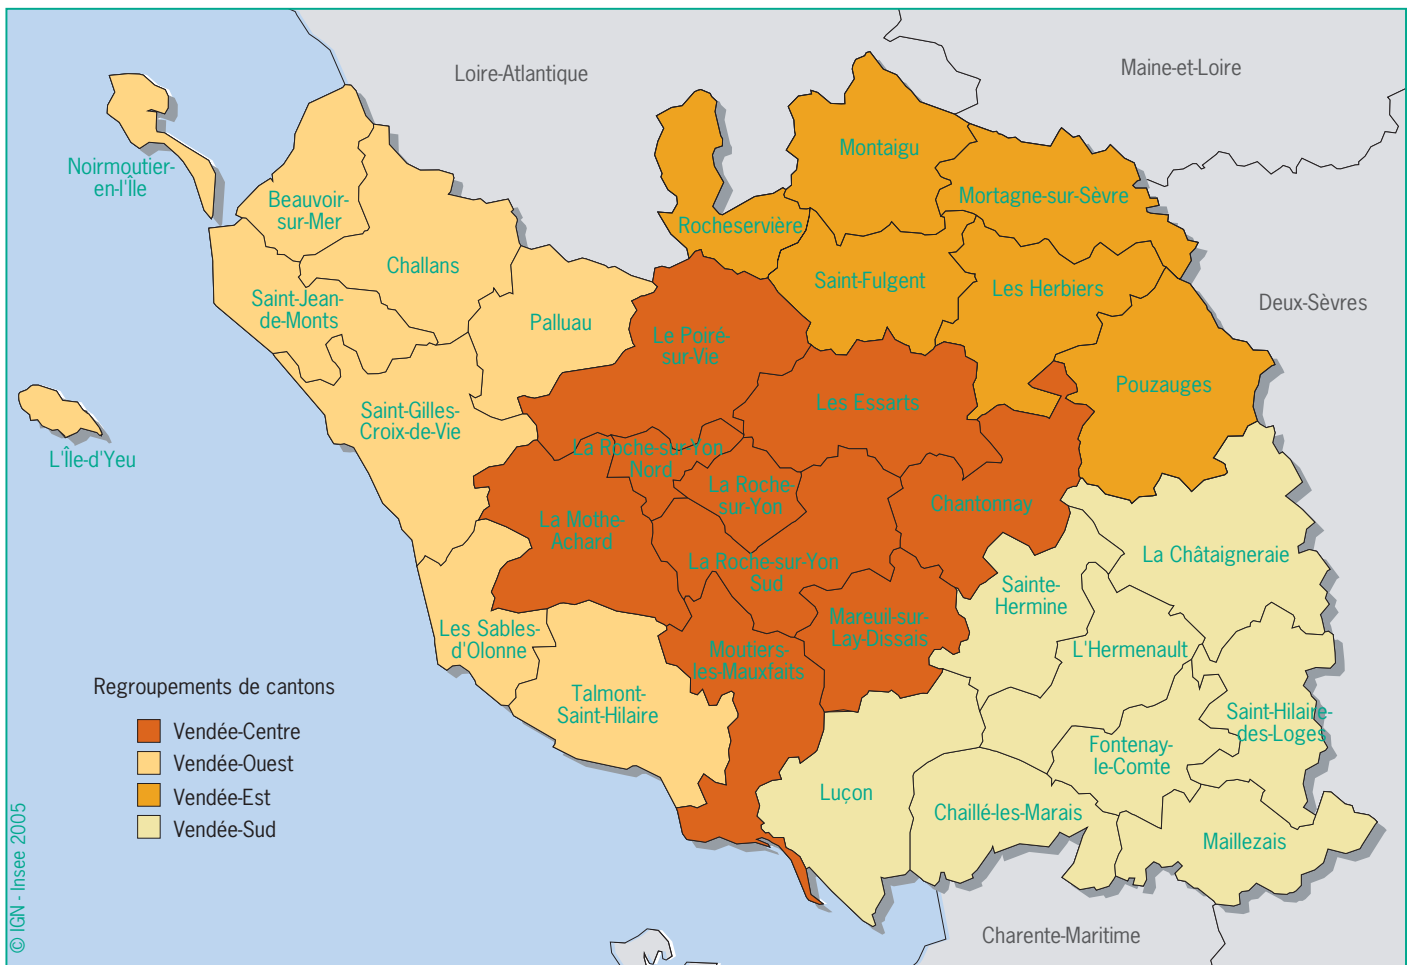 Loire-Atlantique
Maine-et-Loire
Noirmoutier-
en-l'Île
Beauvoir-
sur-Mer
Montaigu
Mortagne-sur-Sèvre
Rocheservière
Challans
Saint-Fulgent
Les Herbiers
Deux-Sèvres
Saint-Jean-
de-Monts
Palluau
Le Poiré-
sur-Vie
Pouzauges
Les Essarts
Saint-Gilles-
Croix-de-Vie
L'Île-d'Yeu
La Roche-sur-Yon
Nord
La Roche-
sur-Yon
Chantonnay
La Mothe-
Achard
La Roche-sur-Yon
Sud
La Châtaigneraie
Sainte-
Hermine
Mareuil-sur-
Lay-Dissais
Les Sables-
d'Olonne
Moutiers-
les-Mauxfaits
L'Hermenault
Talmont-
Saint-Hilaire
Saint-Hilaire-
des-Loges
Fontenay-
le-Comte
Luçon
Chaillé-les-Marais
Maillezais
Charente-Maritime
Regroupements de cantons
Vendée-Centre
Vendée-Ouest
Vendée-Est
Vendée-Sud
© IGN - Insee 2005